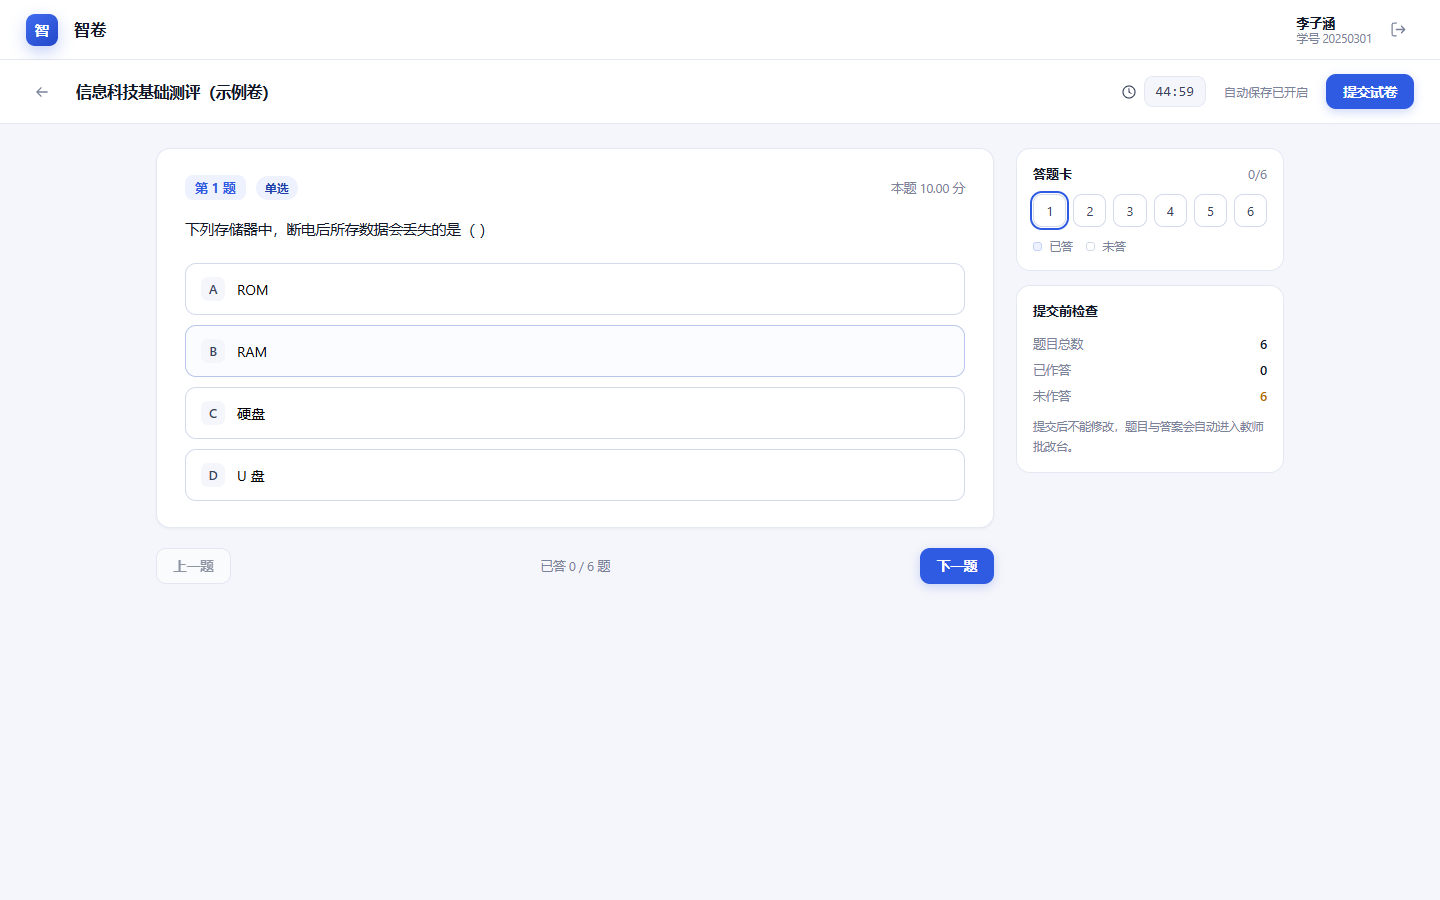 智 智卷
李子涵
学号 20250301
信息科技基础测评（示例卷）
44:59 自动保存已开启 提交试卷
第 1 题 单选 本题 10.00 分
下列存储器中，断电后所存数据会丢失的是（ ）
A ROM
B RAM
C 硬盘
D U 盘
上一题 已答 0 / 6 题 下一题
答题卡 0/6
1 2 3 4 5 6
已答 未答
提交前检查
题目总数 6
已作答 0
未作答 6
提交后不能修改，题目与答案会自动进入教师
批改台。